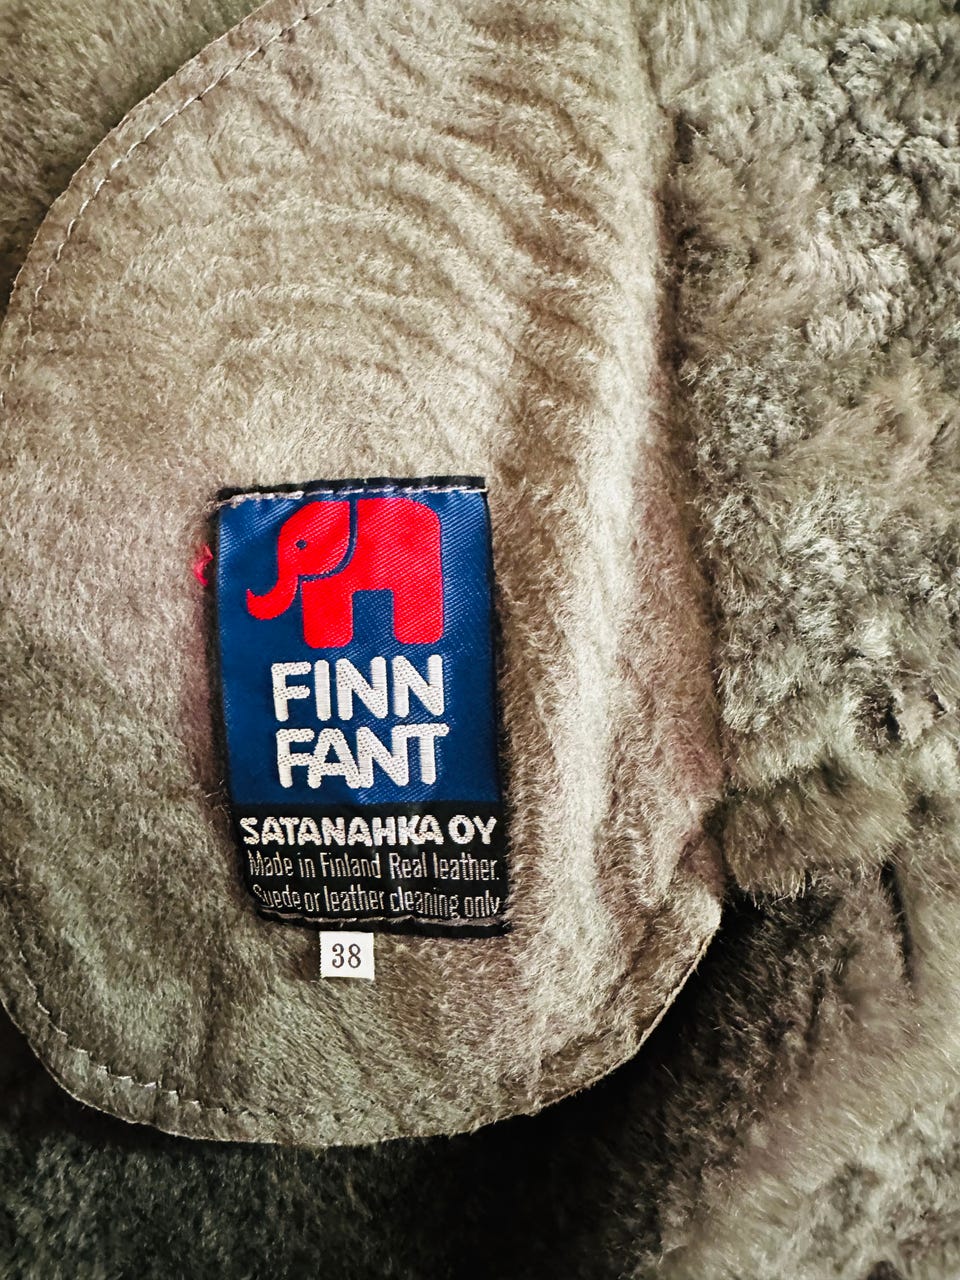 FINN
FANT
SATANAHKA OY
Made in Finland Real leather.
Suede or leather cleaning only
38